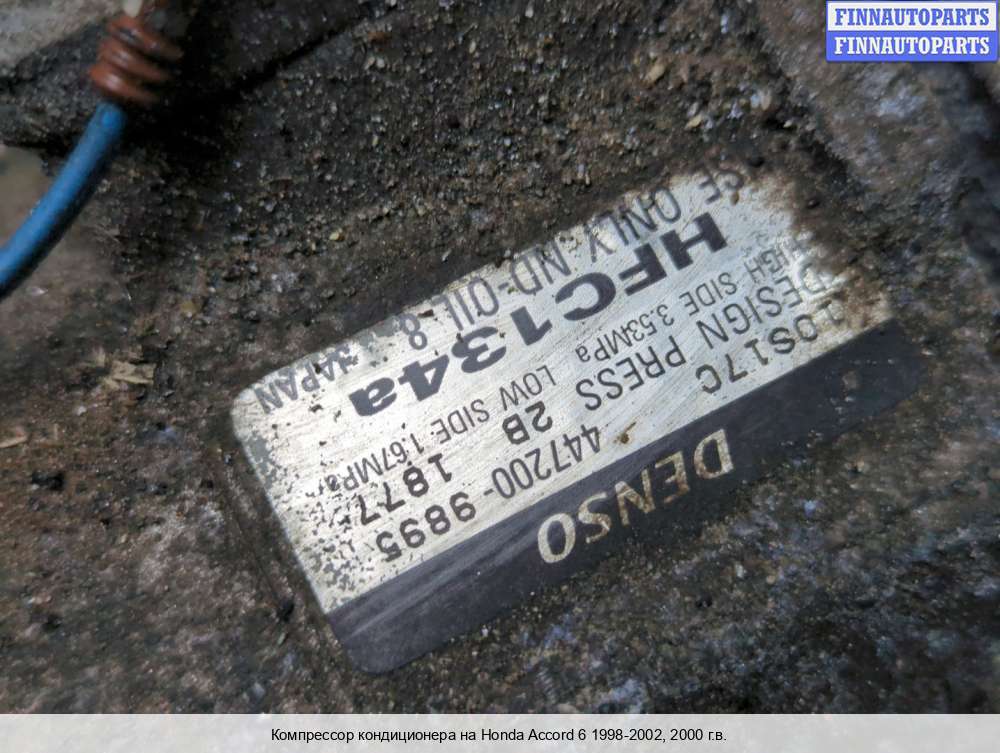 FINNAUTOPARTS
FINNAUTOPARTS
DENSO
10S17C 447200-9895
DESIGN PRESS 2B 1877
HIGH SIDE 3.53MPa LOW SIDE 1.67MPa
HFC134a
USE ONLY ND-OIL 8 JAPAN
Компрессор кондиционера на Honda Accord 6 1998-2002, 2000 г.в.